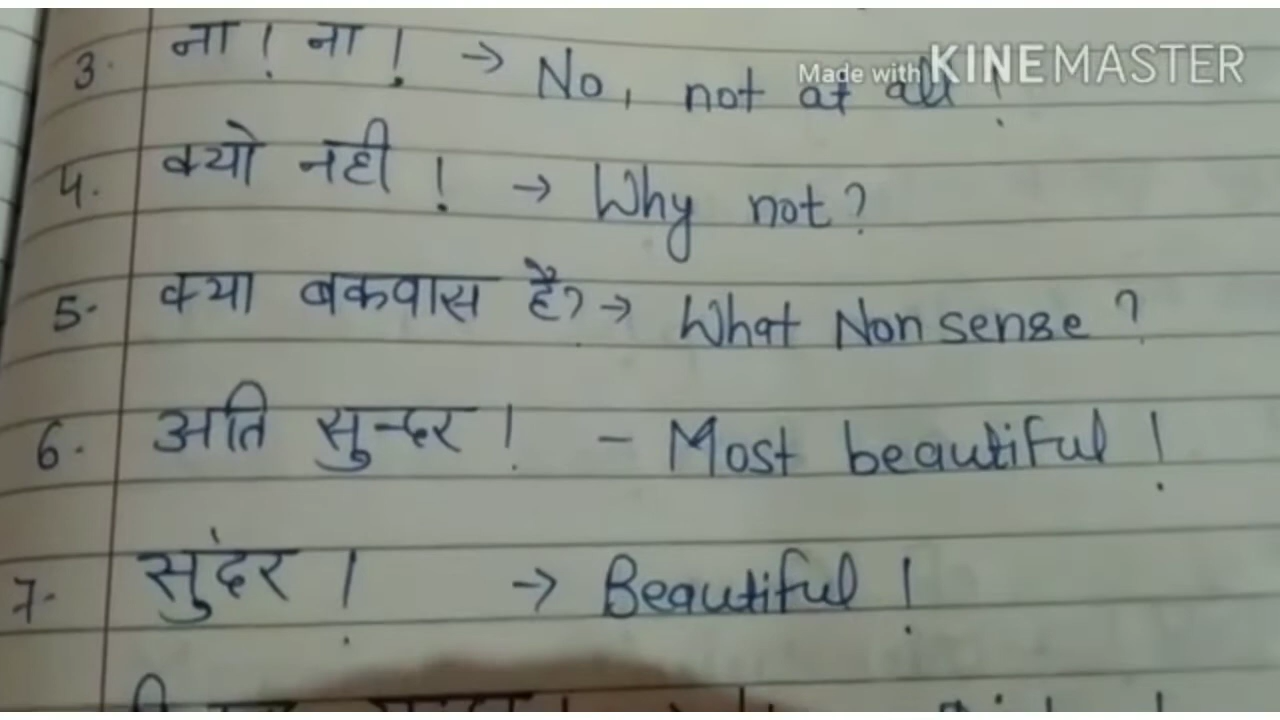 3. ना! ना! → No, not at all!
Made with KINEMASTER
4. क्यो नही! → Why not?
5. क्या बकवास है? → What Non sense?
6. अति सुन्दर! - Most beautiful!
7. सुंदर! → Beautiful!